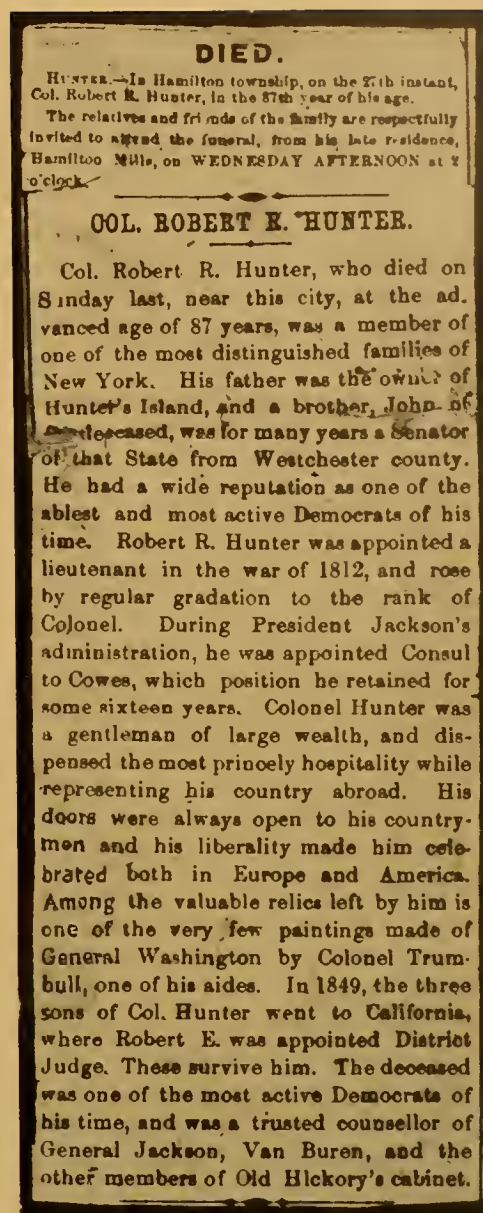 DIED.
HUNTER.—In Hamilton township, on the 27th instant,
Col. Robert R. Hunter, in the 87th year of his age.
The relatives and friends of the family are respectfully
invited to attend the funeral, from his late residence,
Hamilton Mills, on WEDNESDAY AFTERNOON at 2
o'clock.
COL. ROBERT R. HUNTER.
Col. Robert R. Hunter, who died on
Sunday last, near this city, at the ad.
vanced age of 87 years, was a member of
one of the most distinguished families of
New York. His father was the owner of
Hunter's Island, and a brother, John of
deceased, was for many years a Senator
of that State from Westchester county.
He had a wide reputation as one of the
ablest and most active Democrats of his
time. Robert R. Hunter was appointed a
lieutenant in the war of 1812, and rose
by regular gradation to the rank of
Colonel. During President Jackson's
administration, he was appointed Consul
to Cowes, which position he retained for
some sixteen years. Colonel Hunter was
a gentleman of large wealth, and dis-
pensed the most princely hospitality while
representing his country abroad. His
doors were always open to his country-
men and his liberality made him cele-
brated both in Europe and America.
Among the valuable relics left by him is
one of the very few paintings made of
General Washington by Colonel Trum-
bull, one of his aides. In 1849, the three
sons of Col. Hunter went to California,
where Robert E. was appointed District
Judge. These survive him. The deceased
was one of the most active Democrats of
his time, and was a trusted counsellor of
General Jackson, Van Buren, and the
other members of Old Hickory's cabinet.